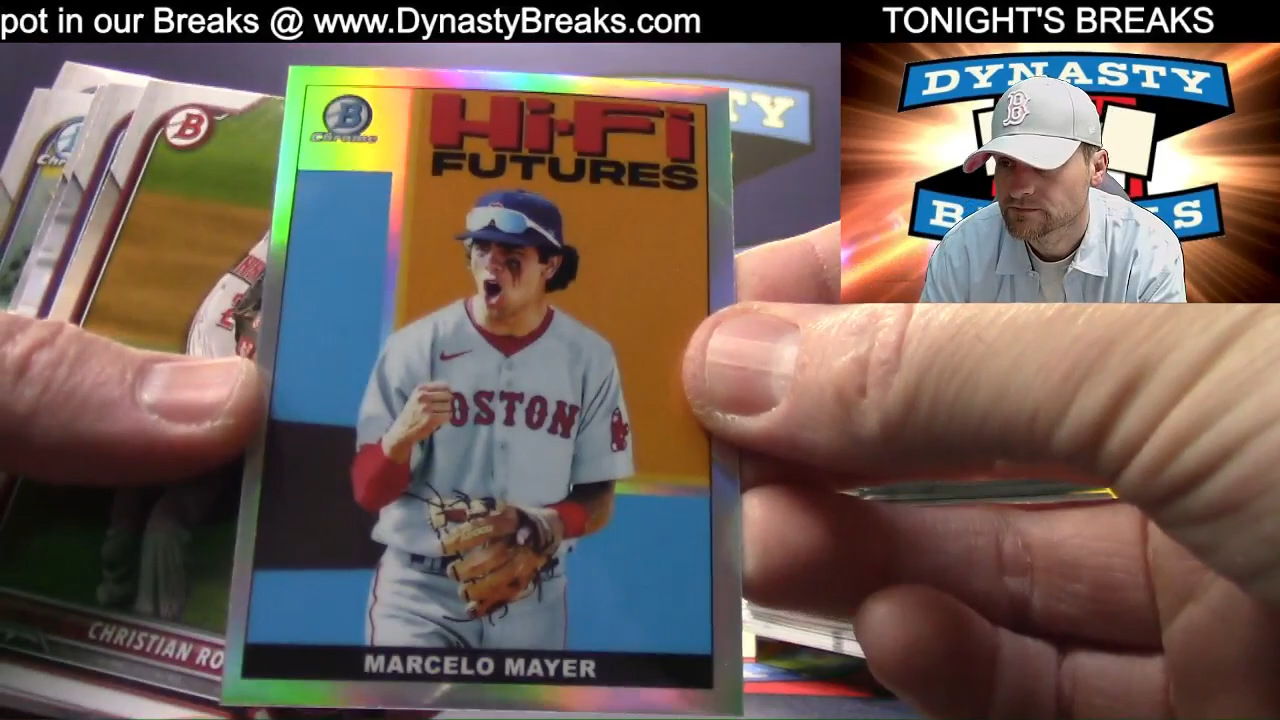 pot in our Breaks @ www.DynastyBreaks.com
TONIGHT'S BREAKS
DYNASTY
B
B
Chrome
Hi-Fi
FUTURES
TY
B
BOSTON
MARCELO MAYER
CHRISTIAN RO